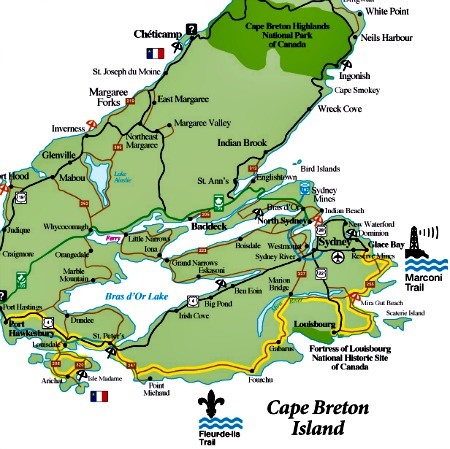 White Point
Neils Harbour
Chéticamp
Cape Breton Highlands
National Park
of Canada
Ingonish
Cape Smokey
St. Joseph du Moine
Margaree
Forks
East Margaree
Wreck Cove
Margaree Valley
Inverness
Northeast
Margaree
Indian Brook
Glenville
Lake
Ainslie
Mabou
St. Ann's
Englishtown
Bird Islands
Sydney
Mines
Bras d'Or
Indian Beach
North Sydney
Baddeck
New Waterford
Dominion
Judique
Whycocomagh
Ferry
Little Narrows
Iona
Boisdale
Westmount
Sydney
Glace Bay
Reserve Mines
Sydney River
Craigmore
Orangedale
Grand Narrows
Eskasoni
Marconi
Trail
Marble
Mountain
Marion
Bridge
Bras d'Or Lake
Ben Eoin
Big Pond
Irish Cove
Mira Gut Beach
Scaterie Island
Port Hastings
Port
Hawkesbury
Dundee
Louisdale
St. Peter's
Louisbourg
Gabarus
Fortress of Louisbourg
National Historic Site
of Canada
Arichat
Isle Madame
Point
Michaud
Fourchu
Fleur-de-lis
Trail
Cape Breton
Island